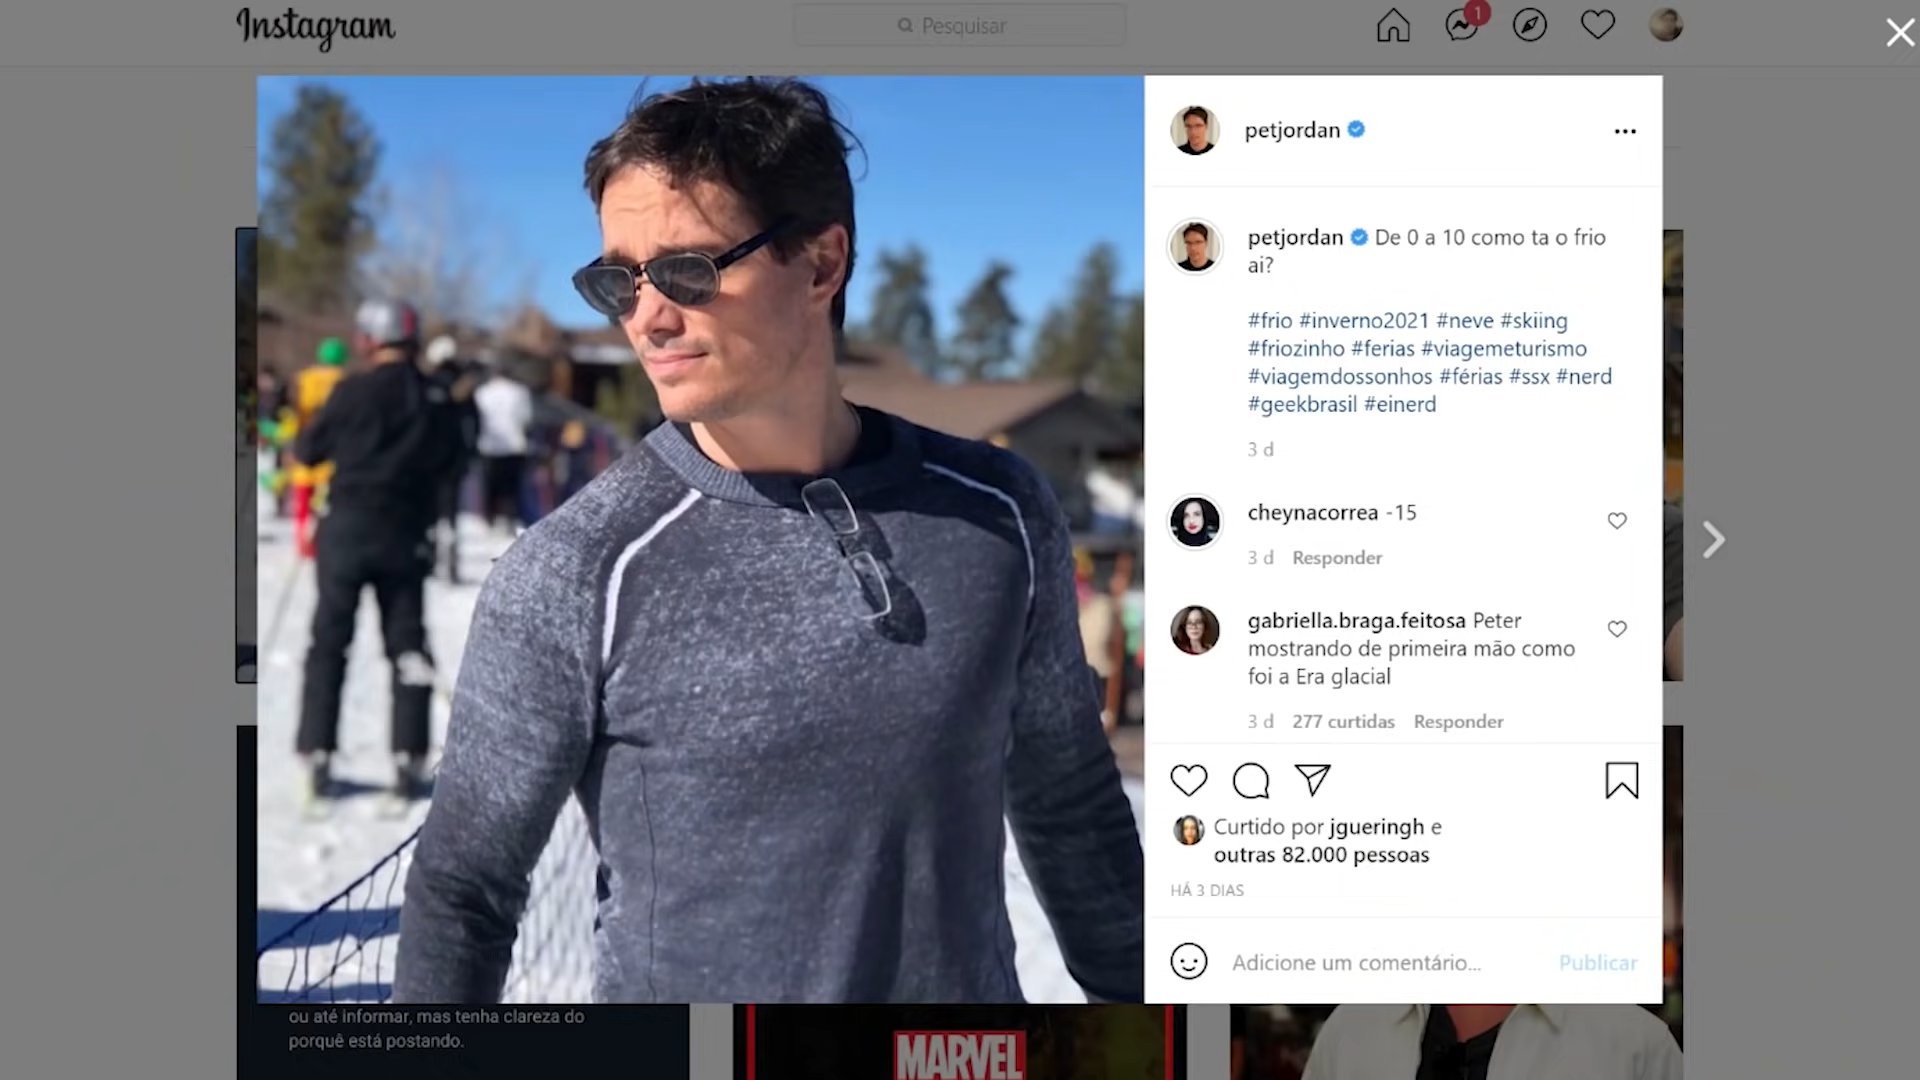 Instagram
Pesquisar
1
petjordan
petjordan De 0 a 10 como ta o frio
ai?
#frio #inverno2021 #neve #skiing
#friozinho #ferias #viagemeturismo
#viagemdossonhos #férias #ssx #nerd
#geekbrasil #einerd
3 d
cheynacorrea -15
3 d Responder
gabriella.braga.feitosa Peter
mostrando de primeira mão como
foi a Era glacial
3 d 277 curtidas Responder
Curtido por jgueringh e
outras 82.000 pessoas
HÁ 3 DIAS
Adicione um comentário... Publicar
ou até informar, mas tenha clareza do
porquê está postando.
MARVEL